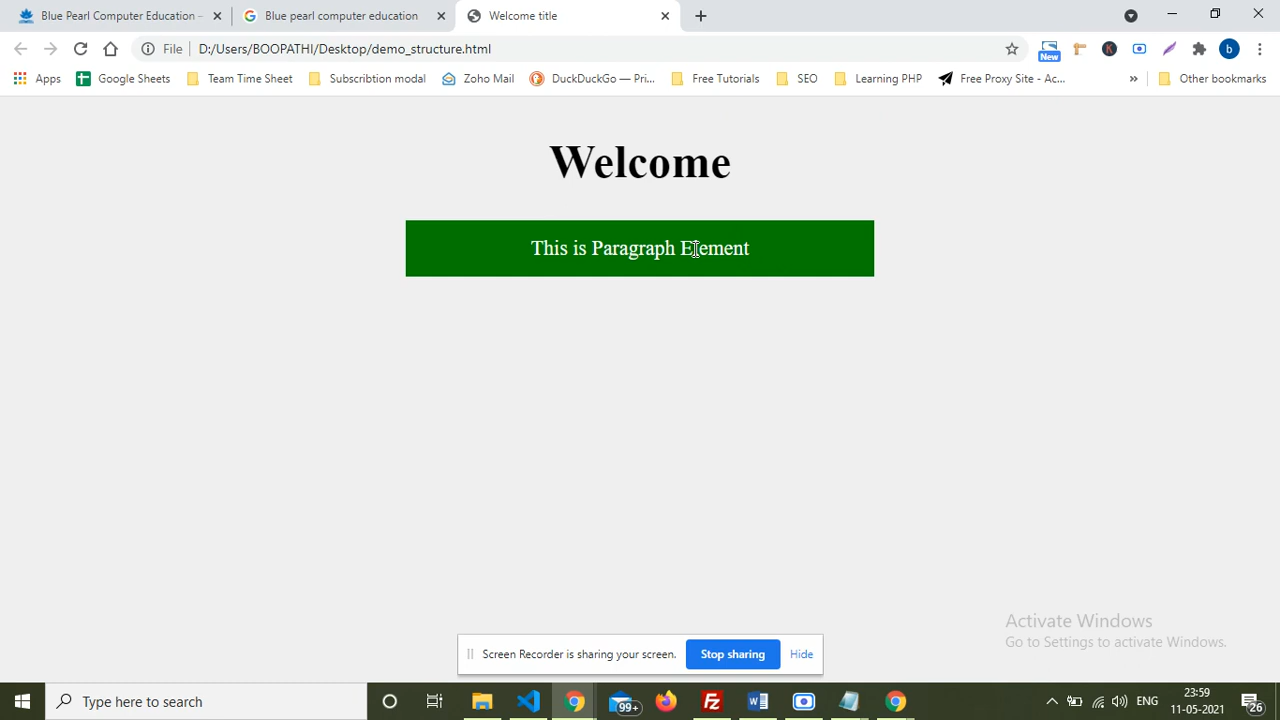 Blue Pearl Computer Education –
Blue pearl computer education
Welcome title
File
D:/Users/BOOPATHI/Desktop/demo_structure.html
New
K
b
Apps
Google Sheets
Team Time Sheet
Subscribtion modal
Zoho Mail
DuckDuckGo — Pri...
Free Tutorials
SEO
Learning PHP
Free Proxy Site - Ac...
»
Other bookmarks
Welcome
This is Paragraph Element
Activate Windows
Go to Settings to activate Windows.
Screen Recorder is sharing your screen.
Stop sharing
Hide
Type here to search
99+
ENG
23:59
11-05-2021
26